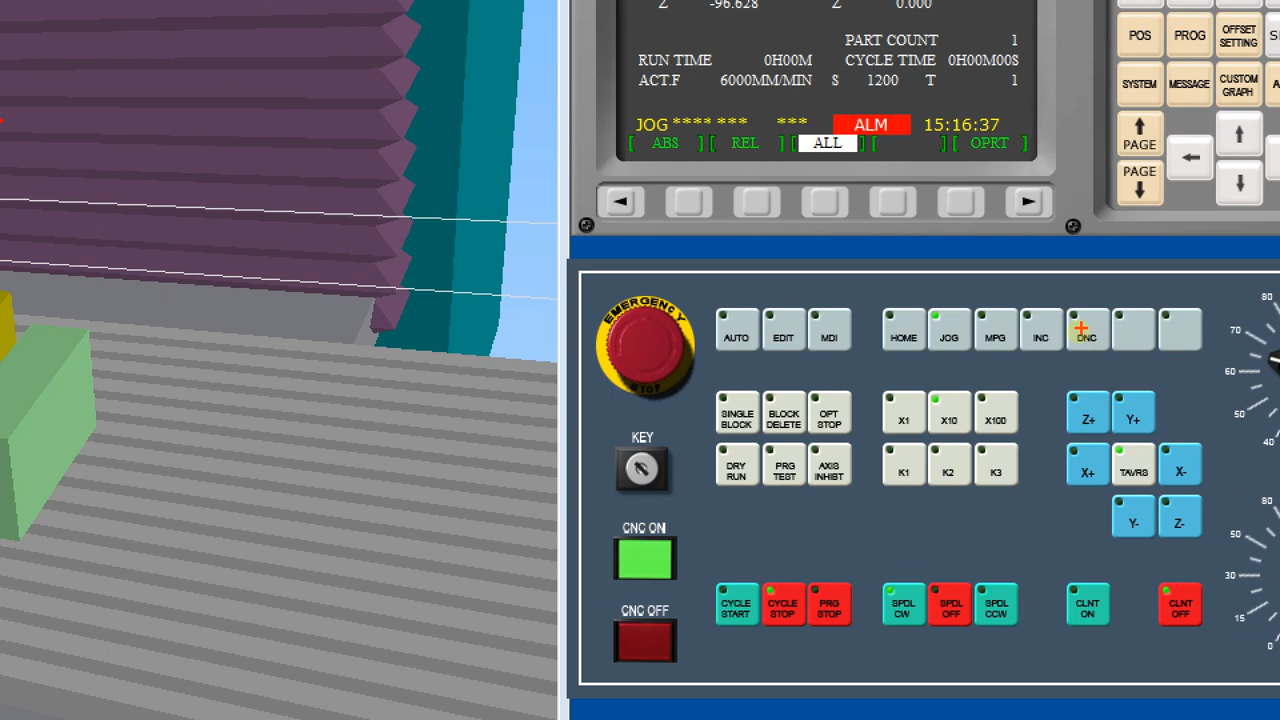 Z -96.628 Z 0.000
PART COUNT 1
RUN TIME 0H00M CYCLE TIME 0H00M00S
ACT.F 6000MM/MIN S 1200 T 1
JOG **** *** *** ALM 15:16:37
[ ABS ] [ REL ] [ ALL ] [ ] [ OPRT ]
POS PROG OFFSET SETTING
SYSTEM MESSAGE CUSTOM GRAPH
PAGE
PAGE
EMERGENCY STOP
AUTO EDIT MDI HOME JOG MPG INC DNC
80
70
60
50
40
SINGLE BLOCK
BLOCK DELETE
OPT STOP
X1 X10 X100 Z+ Y+
KEY
DRY RUN
PRG TEST
AXIS INHIBT
K1 K2 K3 X+ TAVRS X-
Y- Z-
80
50
30
15
0
CNC ON
CNC OFF
CYCLE START
CYCLE STOP
PRG STOP
SPDL CW
SPDL OFF
SPDL CCW
CLNT ON
CLNT OFF